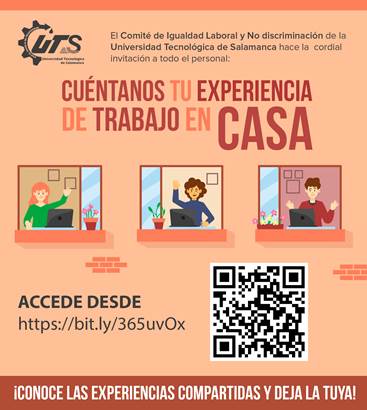 UTS
Universidad Tecnológica
de Salamanca
El Comité de Igualdad Laboral y No discriminación de la
Universidad Tecnológica de Salamanca hace la cordial
invitación a todo el personal:
CUÉNTANOS TU EXPERIENCIA
DE TRABAJO EN CASA
ACCEDE DESDE
https://bit.ly/365uvOx
¡CONOCE LAS EXPERIENCIAS COMPARTIDAS Y DEJA LA TUYA!